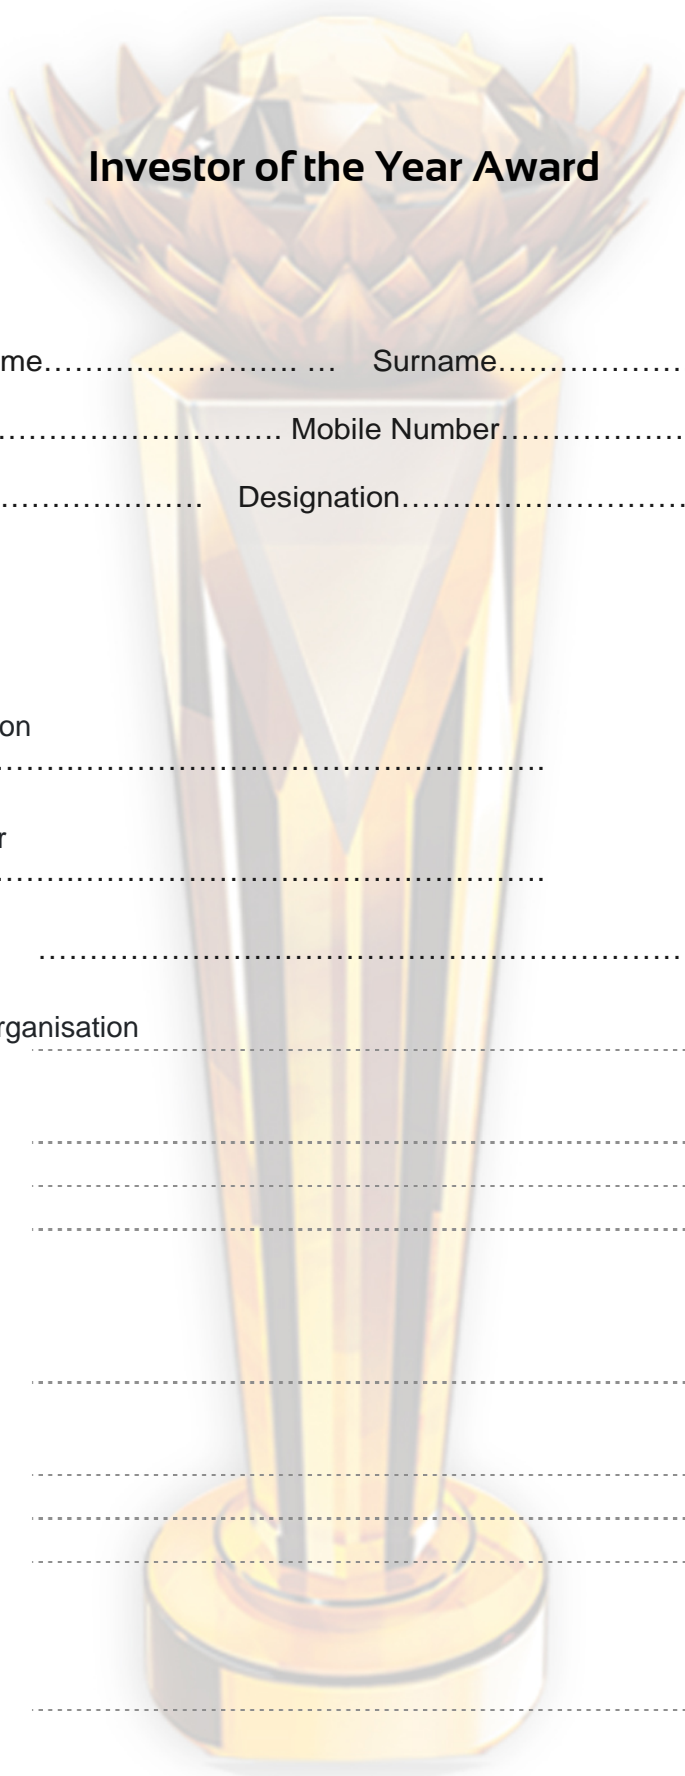 Investor of the Year Award
me…………………….. … Surname………………
………………………. Mobile Number………………
……………….. Designation………………………
on
………………………………………………
r
………………………………………………
………………………………………………………
rganisation